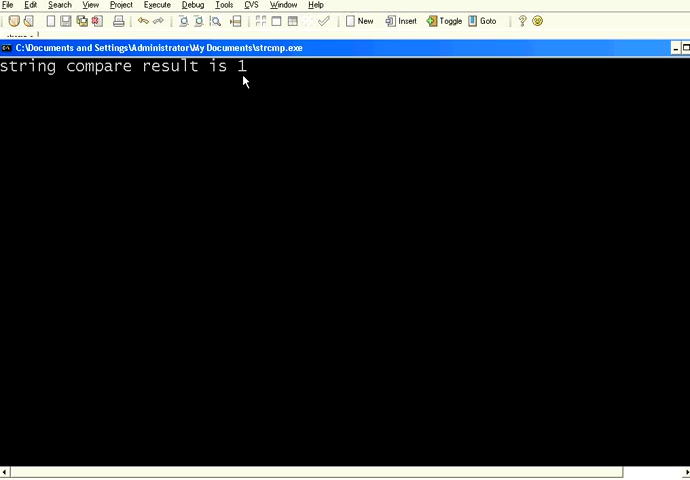 File Edit Search View Project Execute Debug Tools CVS Window Help
New Insert Toggle Goto
C:\Documents and Settings\Administrator\My Documents\strcmp.exe
string compare result is 1